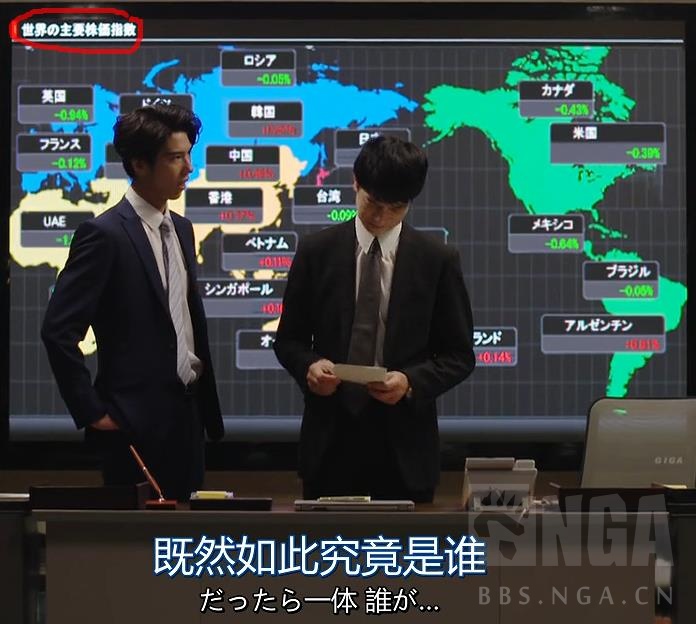 世界の主要株価指数
ロシア
-0.05%
英国
-0.94%
カナダ
-0.43%
韓国
フランス
-0.12%
米国
-0.39%
中国
香港
台湾
-0.09%
UAE
ベトナム
+0.11%
メキシコ
-0.64%
シンガポール
ブラジル
-0.05%
アルゼンチン
ランド
+0.14%
GIGA
既然如此究竟是谁
だったら一体 誰が…
NGA
BBS.NGA.CN